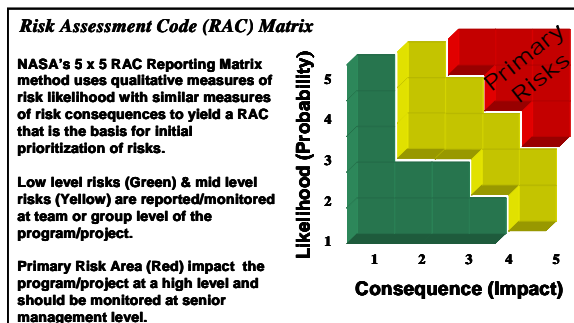 Risk Assessment Code (RAC) Matrix
NASA's 5 x 5 RAC Reporting Matrix
method uses qualitative measures of
risk likelihood with similar measures
of risk consequences to yield a RAC
that is the basis for initial
prioritization of risks.
Low level risks (Green) & mid level
risks (Yellow) are reported/monitored
at team or group level of the
program/project.
Primary Risk Area (Red) impact the
program/project at a high level and
should be monitored at senior
management level.
Primary
Risks
Likelihood (Probability)
5
4
3
2
1
1 2 3 4 5
Consequence (Impact)